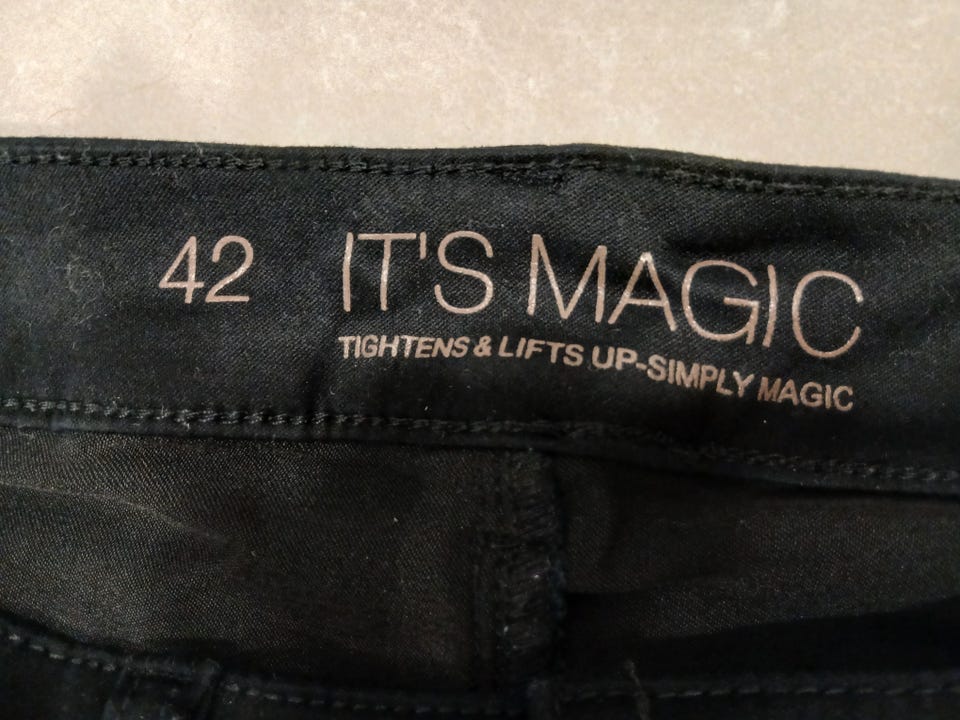 42 IT'S MAGIC
TIGHTENS & LIFTS UP-SIMPLY MAGIC